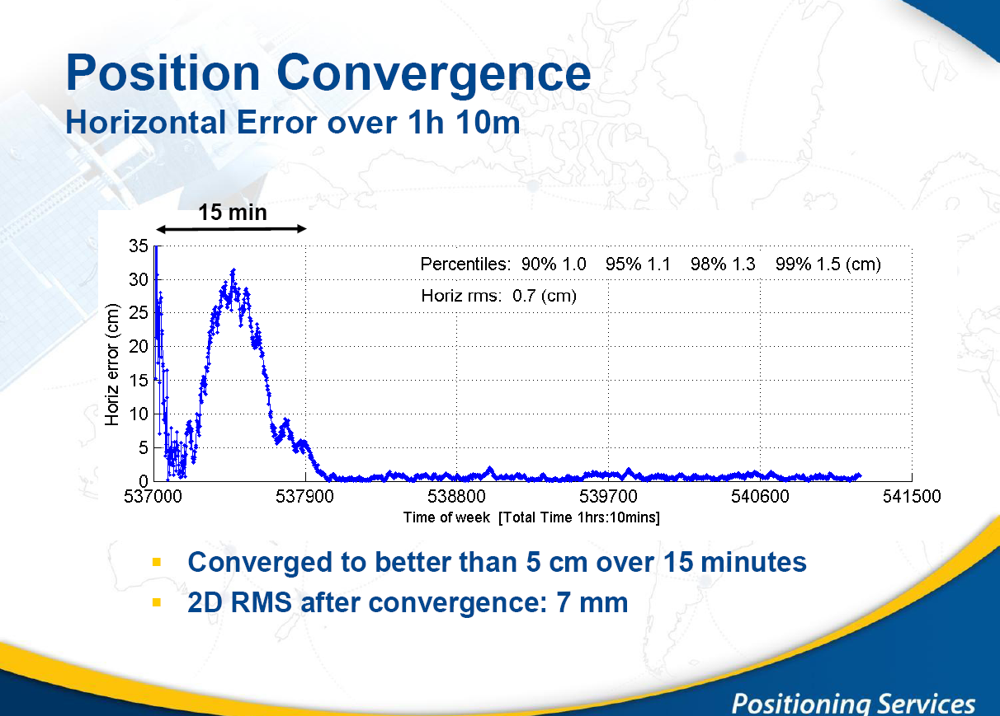 Position Convergence
Horizontal Error over 1h 10m
15 min
35
30
25
20
15
10
5
0
Horiz error (cm)
Percentiles: 90% 1.0 95% 1.1 98% 1.3 99% 1.5 (cm)
Horiz rms: 0.7 (cm)
537000 537900 538800 539700 540600 541500
Time of week [Total Time 1hrs:10mins]
▪ Converged to better than 5 cm over 15 minutes
▪ 2D RMS after convergence: 7 mm
Positioning Services